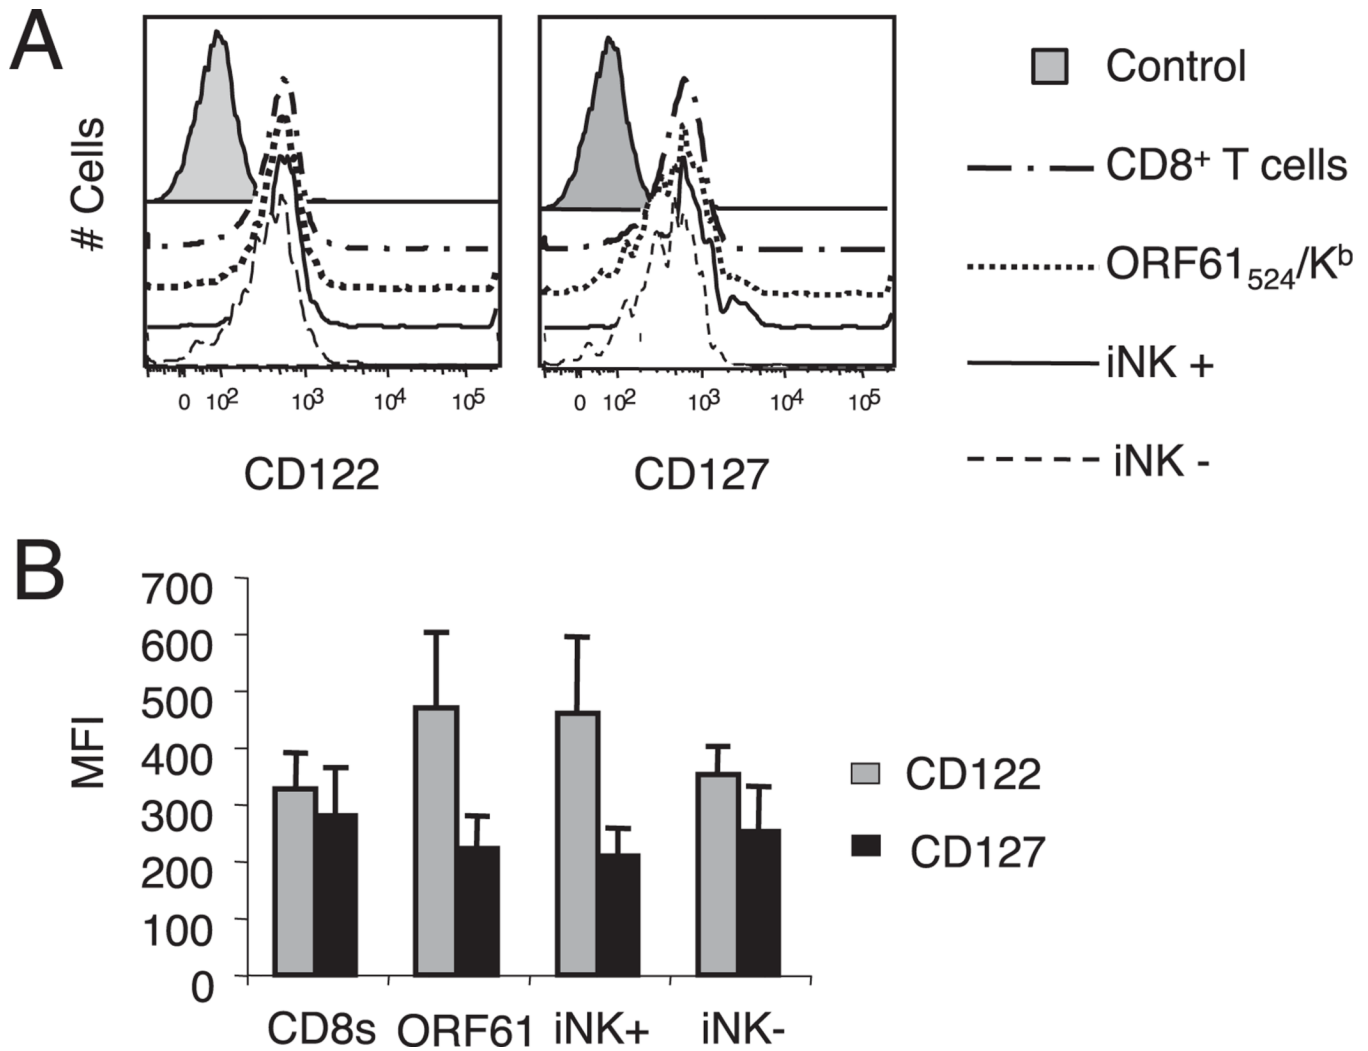 A
# Cells
0 10² 10³ 10⁴ 10⁵
CD122
0 10² 10³ 10⁴ 10⁵
CD127
Control
CD8⁺ T cells
ORF61₅₂₄/Kᵇ
iNK +
iNK -
B
MFI
700
600
500
400
300
200
100
0
CD8s ORF61 iNK+ iNK-
CD122
CD127